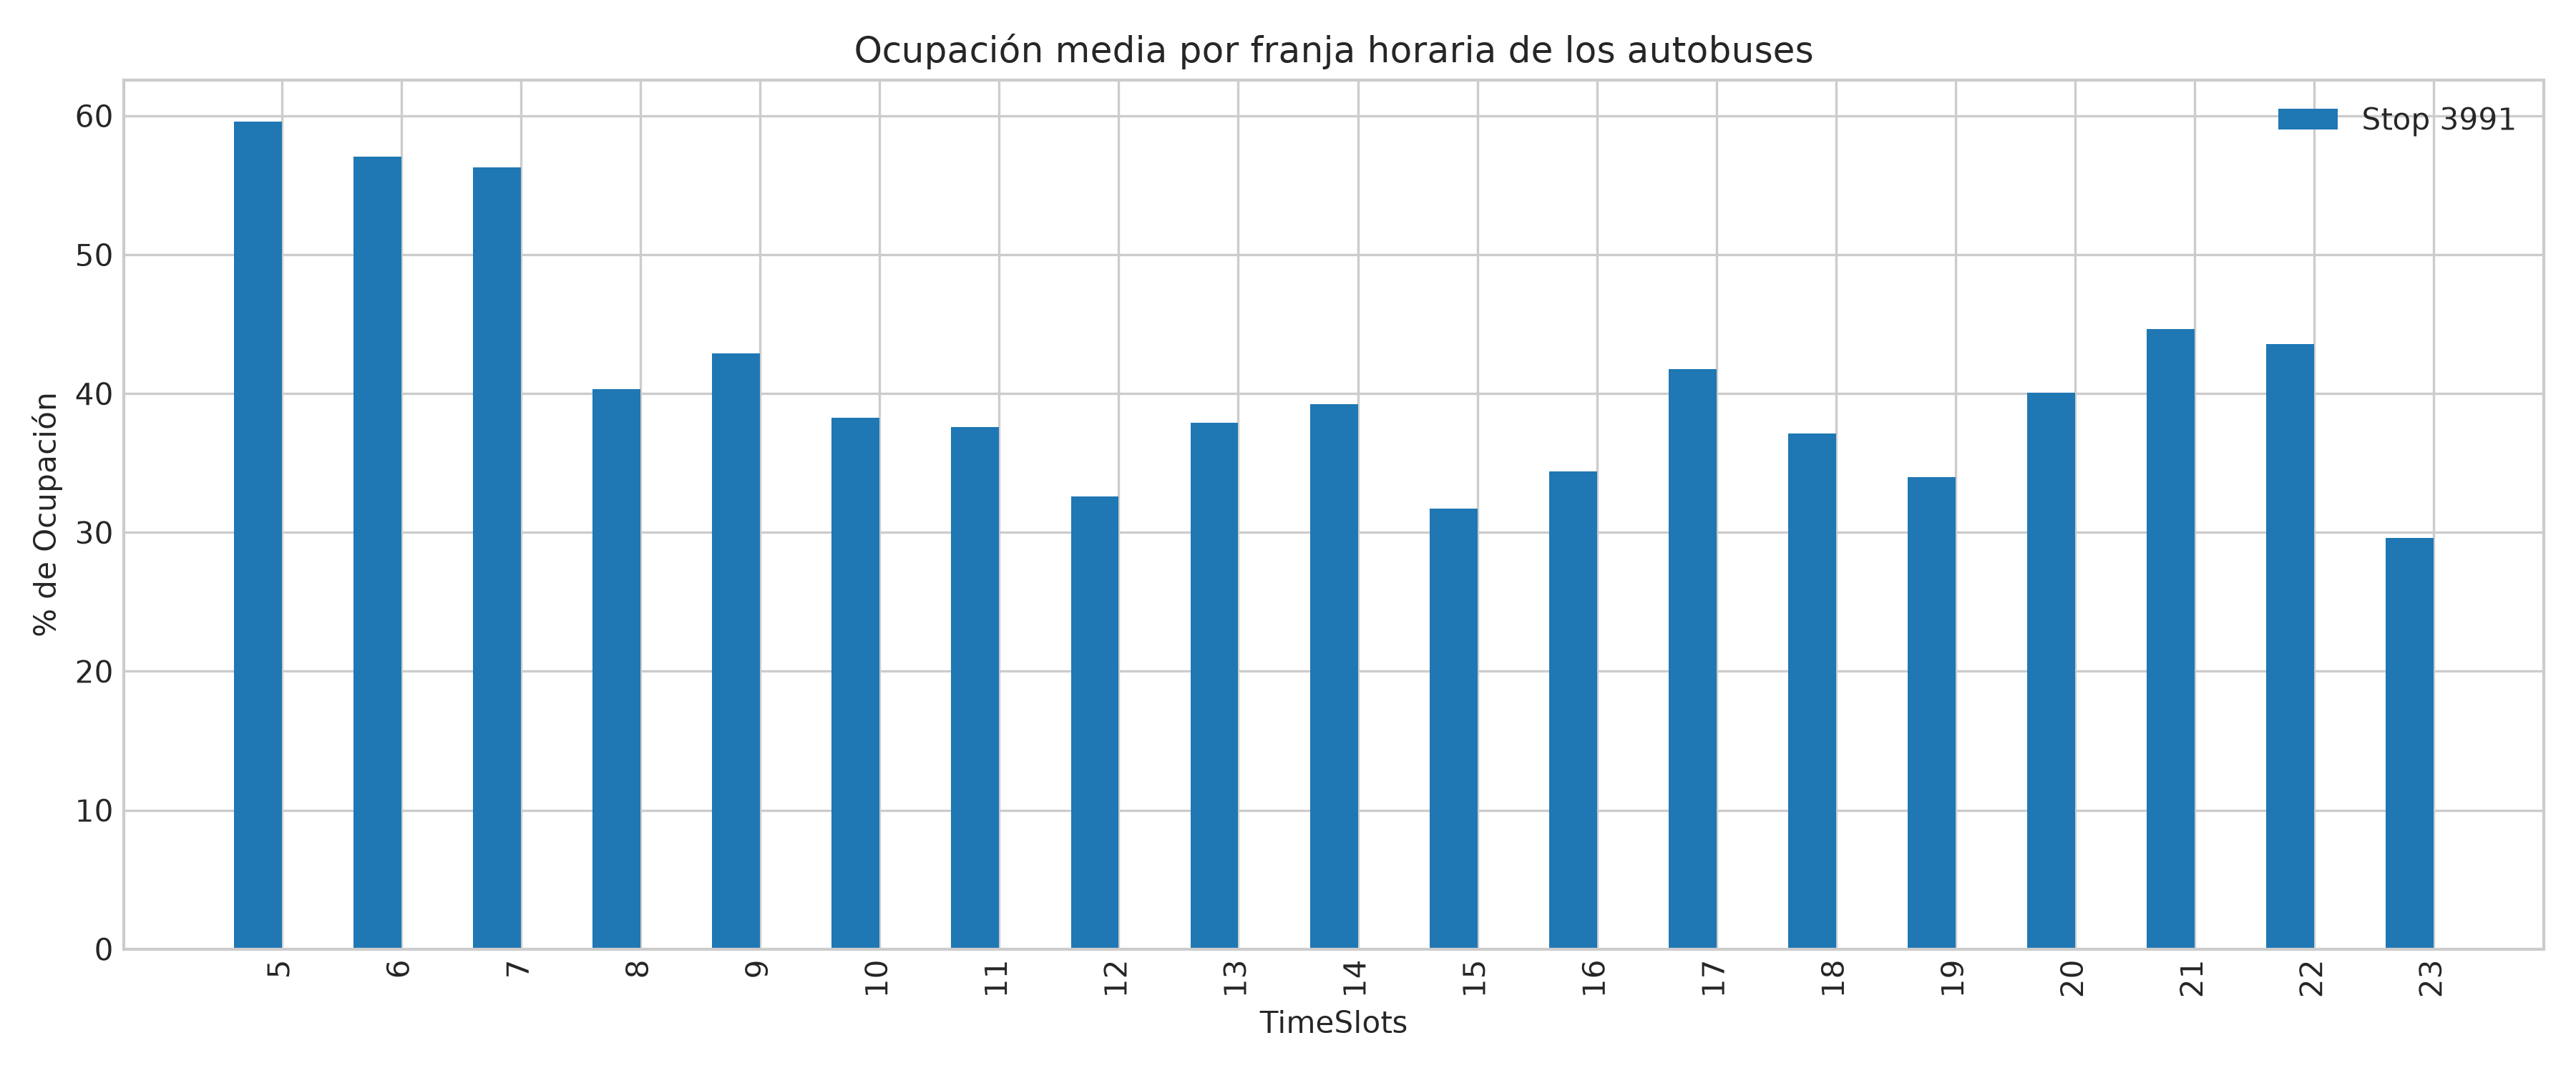 Ocupación media por franja horaria de los autobuses
Stop 3991
% de Ocupación
60
50
40
30
20
10
0
5 6 7 8 9 10 11 12 13 14 15 16 17 18 19 20 21 22 23
TimeSlots